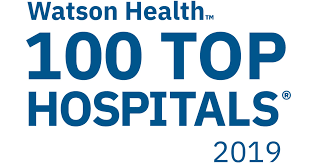 Watson Health™
100 TOP
HOSPITALS®
2019